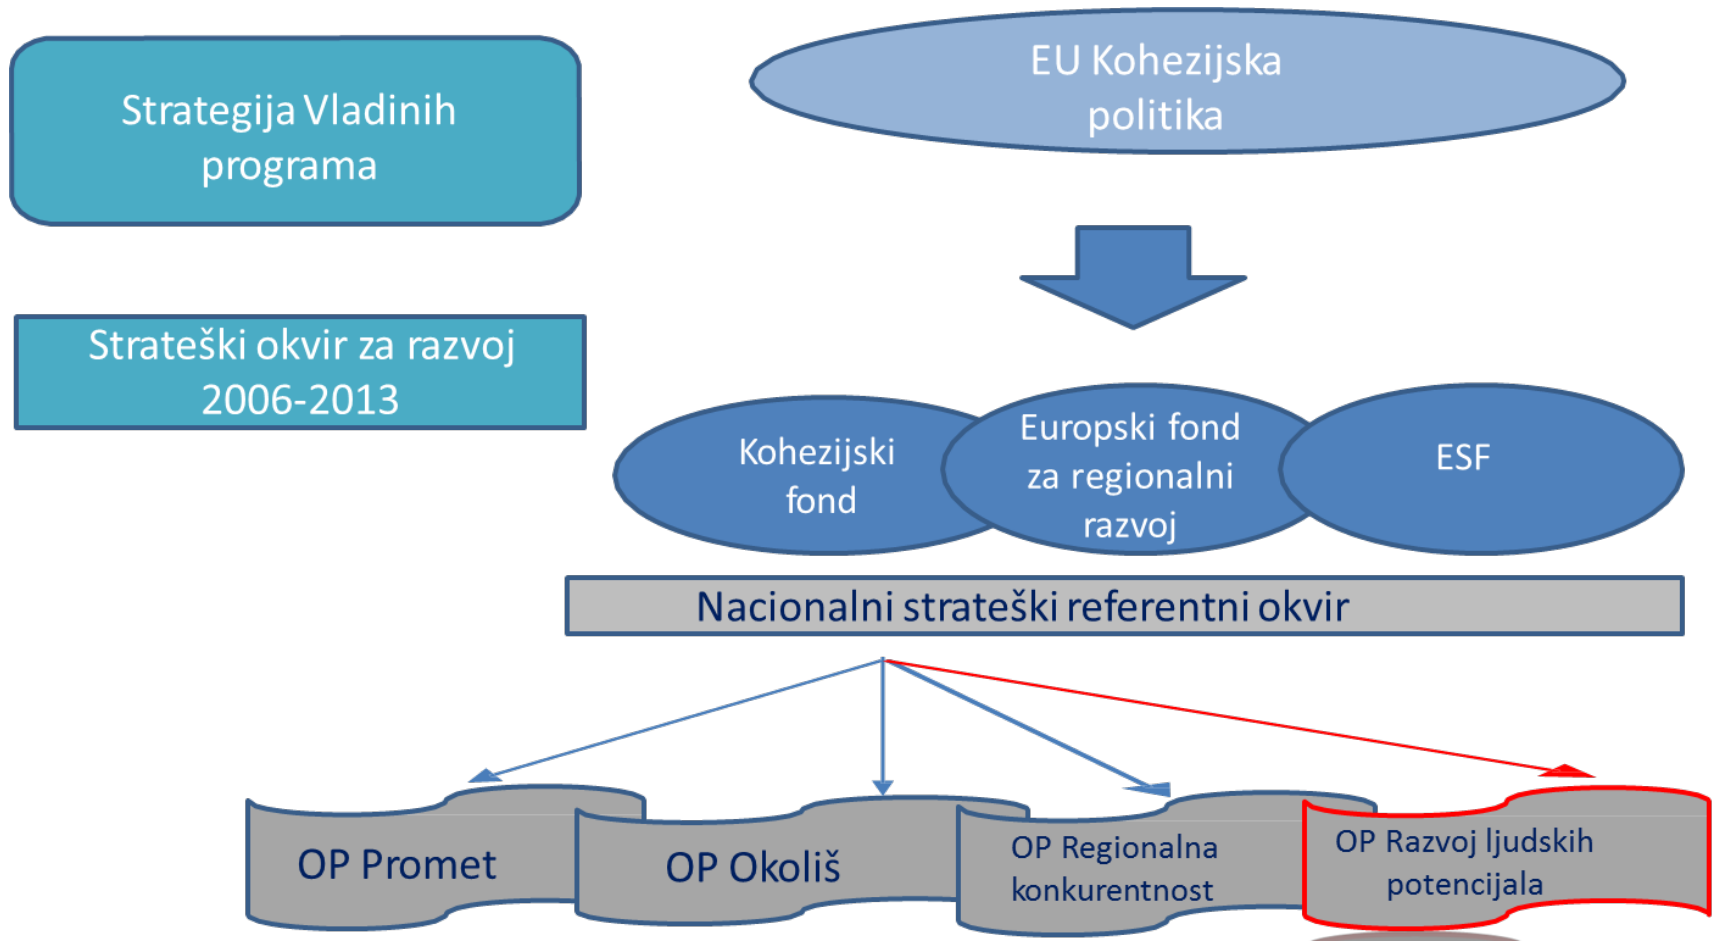 Strategija Vladinih
programa
EU Kohezijska
politika
Strateški okvir za razvoj
2006-2013
Kohezijski
fond
Europski fond
za regionalni
razvoj
ESF
Nacionalni strateški referentni okvir
OP Promet
OP Okoliš
OP Regionalna
konkurentnost
OP Razvoj ljudskih
potencijala